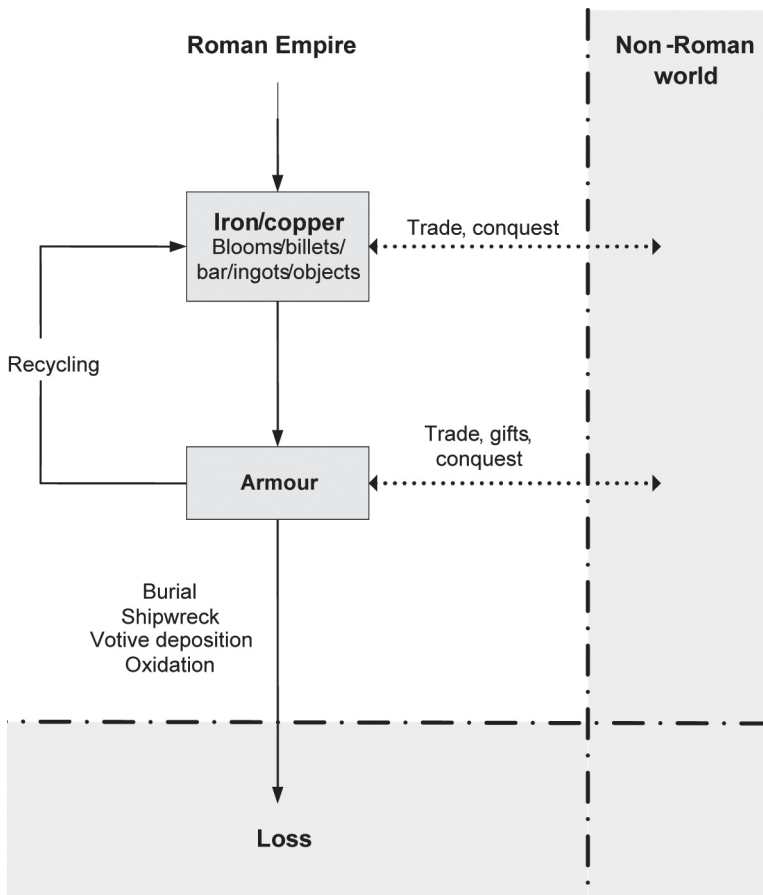 Roman Empire
Non-Roman
world
Iron/copper
Blooms/billets/
bar/ingots/objects
Trade, conquest
Recycling
Trade, gifts,
conquest
Armour
Burial
Shipwreck
Votive deposition
Oxidation
Loss